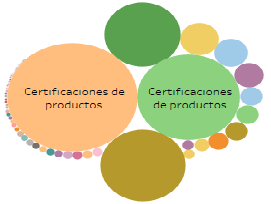 Certificaciones de
productos
Certificaciones
de productos